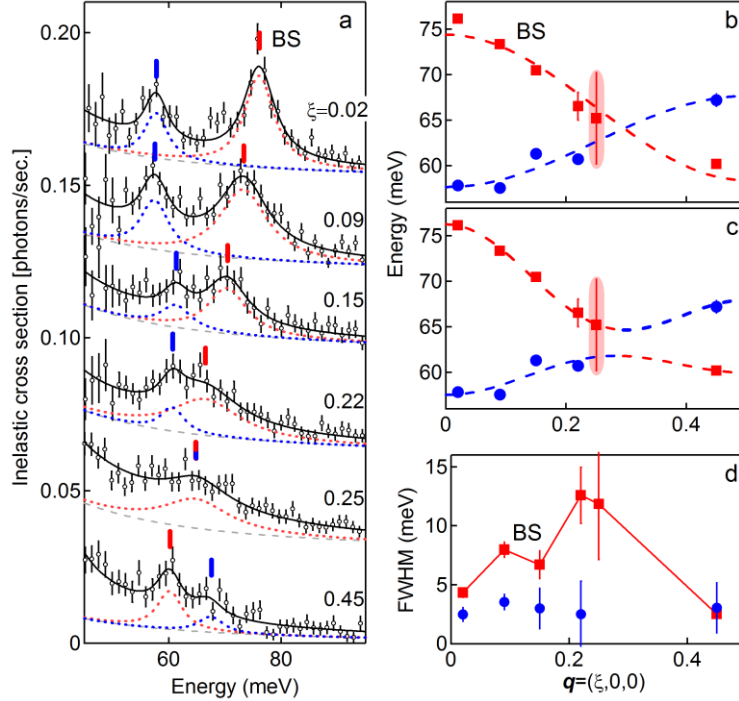 a
BS
ξ=0.02
0.09
0.15
0.22
0.25
0.45
0.20
0.15
0.10
0.05
0
60
80
Inelastic cross section [photons/sec.]
Energy (meV)
b
BS
75
70
65
60
c
75
70
65
60
0
0.2
0.4
Energy (meV)
d
BS
15
10
5
0
FWHM (meV)
0
0.2
0.4
q=(ξ,0,0)